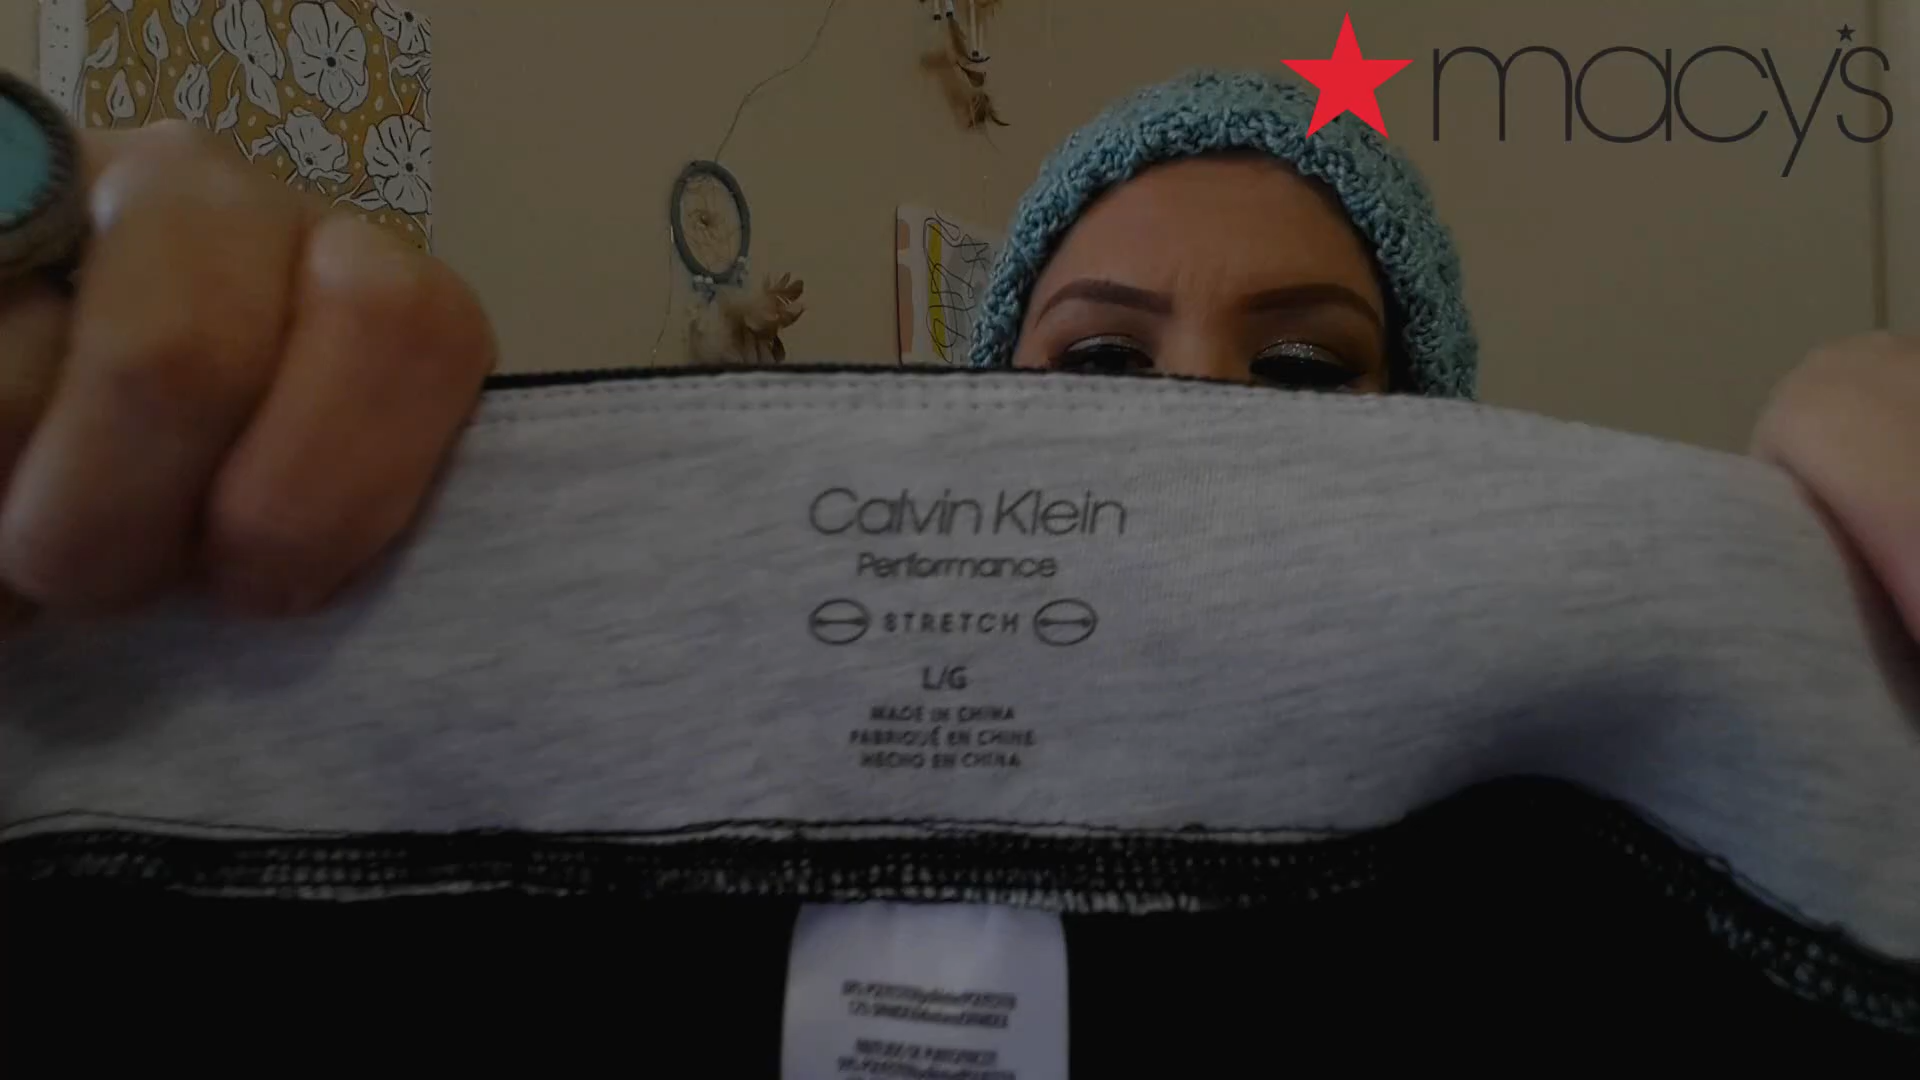 macy's
Calvin Klein
Performance
STRETCH
L/G
MADE IN CHINA
FABRIQUÉ EN CHINE
HECHO EN CHINA